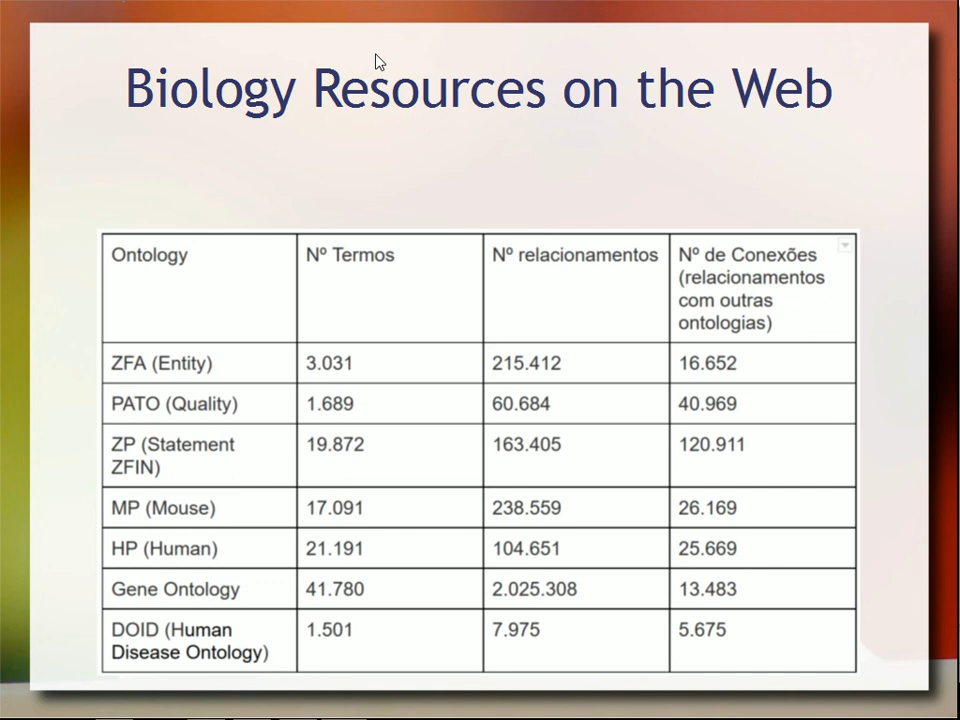 Biology Resources on the Web
Ontology Nº Termos Nº relacionamentos Nº de Conexões
(relacionamentos
com outras
ontologias)
ZFA (Entity) 3.031 215.412 16.652
PATO (Quality) 1.689 60.684 40.969
ZP (Statement 19.872 163.405 120.911
ZFIN)
MP (Mouse) 17.091 238.559 26.169
HP (Human) 21.191 104.651 25.669
Gene Ontology 41.780 2.025.308 13.483
DOID (Human 1.501 7.975 5.675
Disease Ontology)